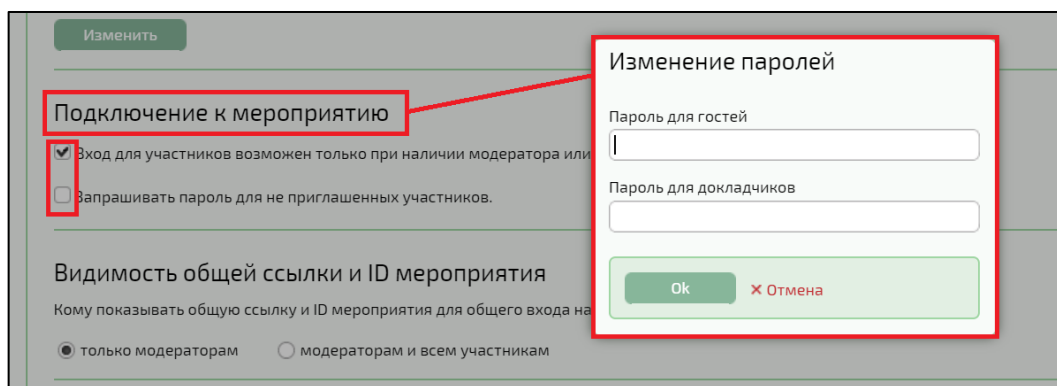 Изменить
Подключение к мероприятию
Вход для участников возможен только при наличии модератора или
Запрашивать пароль для не приглашенных участников.
Видимость общей ссылки и ID мероприятия
Кому показывать общую ссылку и ID мероприятия для общего входа на
только модераторам модераторам и всем участникам
Изменение паролей
Пароль для гостей
Пароль для докладчиков
Ok × Отмена